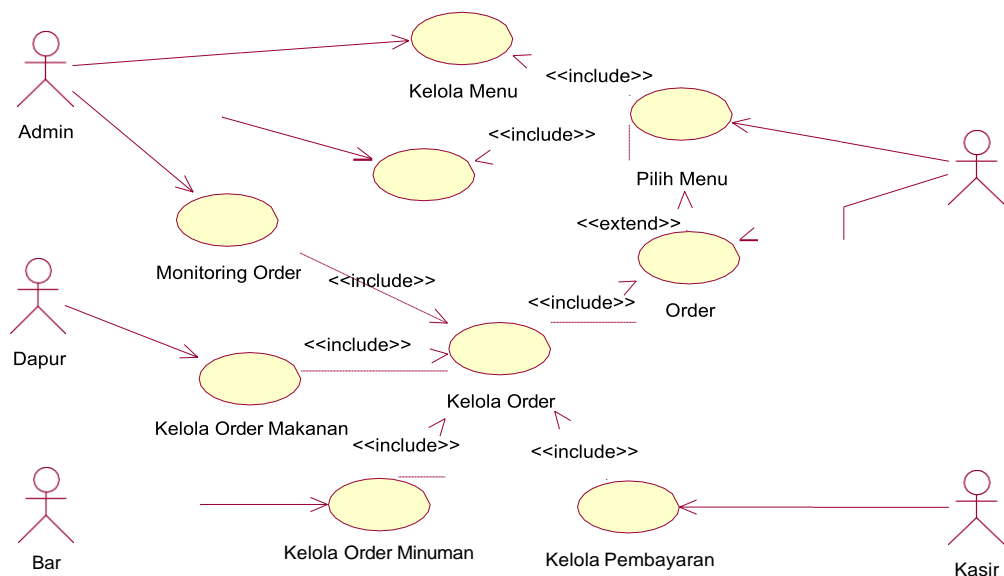 <<include>>
Kelola Menu
Admin
<<include>>
Pilih Menu
<<extend>>
Monitoring Order
<<include>>
<<include>>
Order
Dapur
<<include>>
Kelola Order
Kelola Order Makanan
<<include>>
<<include>>
Bar
Kelola Order Minuman
Kelola Pembayaran
Kasir